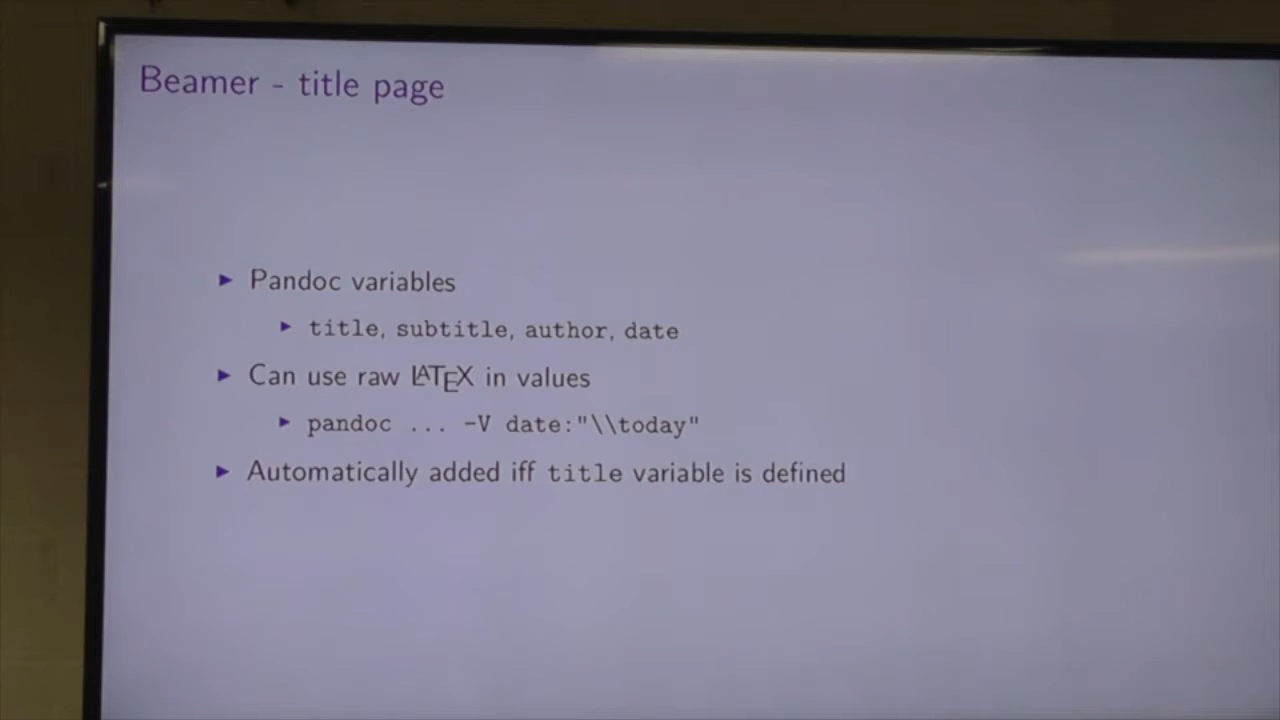 Beamer - title page
▶ Pandoc variables
▶ title, subtitle, author, date
▶ Can use raw LATEX in values
▶ pandoc ... -V date:"\\today"
▶ Automatically added iff title variable is defined